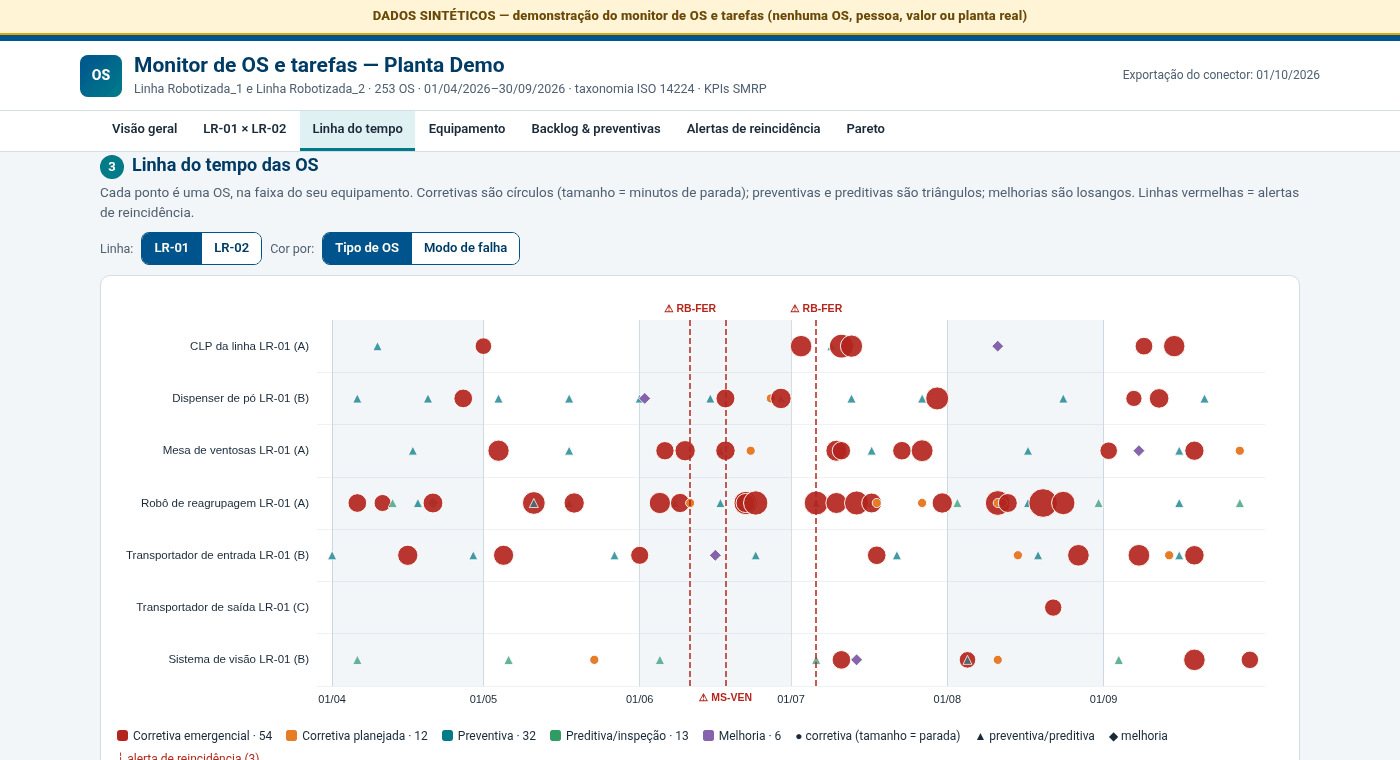 DADOS SINTÉTICOS — demonstração do monitor de OS e tarefas (nenhuma OS, pessoa, valor ou planta real)
OS
Monitor de OS e tarefas — Planta Demo
Linha Robotizada_1 e Linha Robotizada_2 · 253 OS · 01/04/2026–30/09/2026 · taxonomia ISO 14224 · KPIs SMRP
Exportação do conector: 01/10/2026
Visão geral LR-01 × LR-02 Linha do tempo Equipamento Backlog & preventivas Alertas de reincidência Pareto
3 Linha do tempo das OS
Cada ponto é uma OS, na faixa do seu equipamento. Corretivas são círculos (tamanho = minutos de parada); preventivas e preditivas são triângulos; melhorias são losangos. Linhas vermelhas = alertas
de reincidência.
Linha: LR-01 LR-02 Cor por: Tipo de OS Modo de falha
⚠ RB-FER ⚠ RB-FER
CLP da linha LR-01 (A)
Dispenser de pó LR-01 (B)
Mesa de ventosas LR-01 (A)
Robô de reagrupagem LR-01 (A)
Transportador de entrada LR-01 (B)
Transportador de saída LR-01 (C)
Sistema de visão LR-01 (B)
01/04 01/05 01/06 ⚠ MS-VEN 01/07 01/08 01/09
Corretiva emergencial · 54 Corretiva planejada · 12 Preventiva · 32 Preditiva/inspeção · 13 Melhoria · 6 ● corretiva (tamanho = parada) ▲ preventiva/preditiva ◆ melhoria
┆ alerta de reincidência (3)